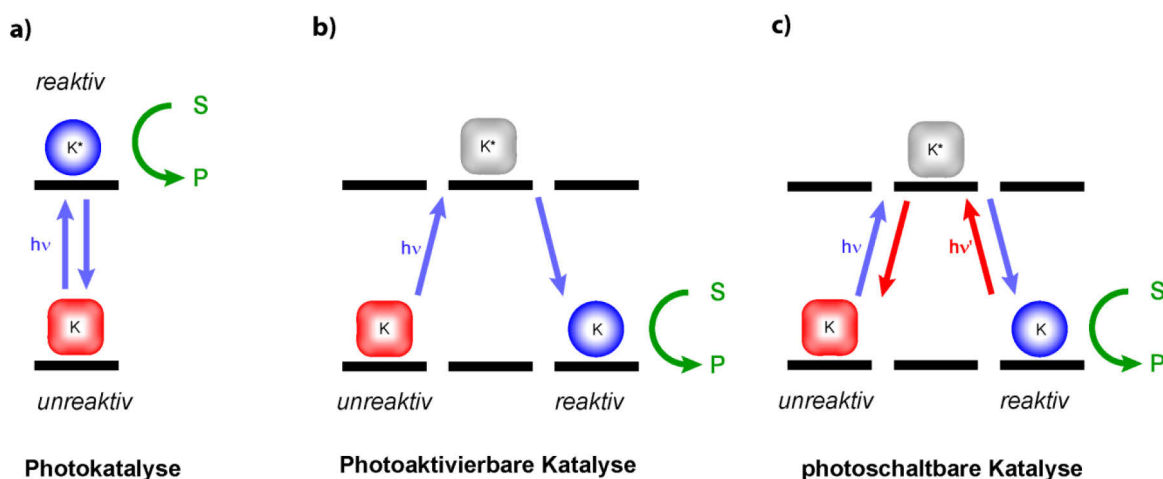 a)
reaktiv
K*
S
P
hν
K
unreaktiv
Photokatalyse
b)
K*
hν
K
K
S
P
unreaktiv
reaktiv
Photoaktivierbare Katalyse
c)
K*
hν
hν'
K
K
S
P
unreaktiv
reaktiv
photoschaltbare Katalyse